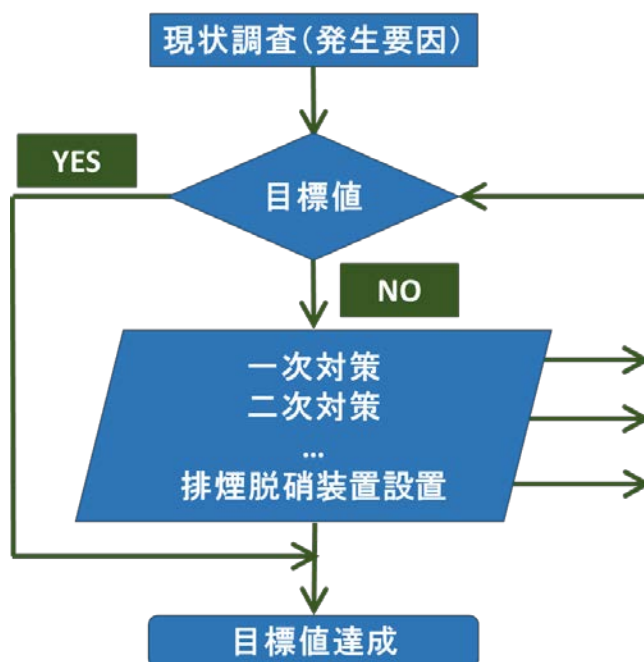 現状調査(発生要因)
YES
目標値
NO
一次対策
二次対策
…
排煙脱硝装置設置
目標値達成